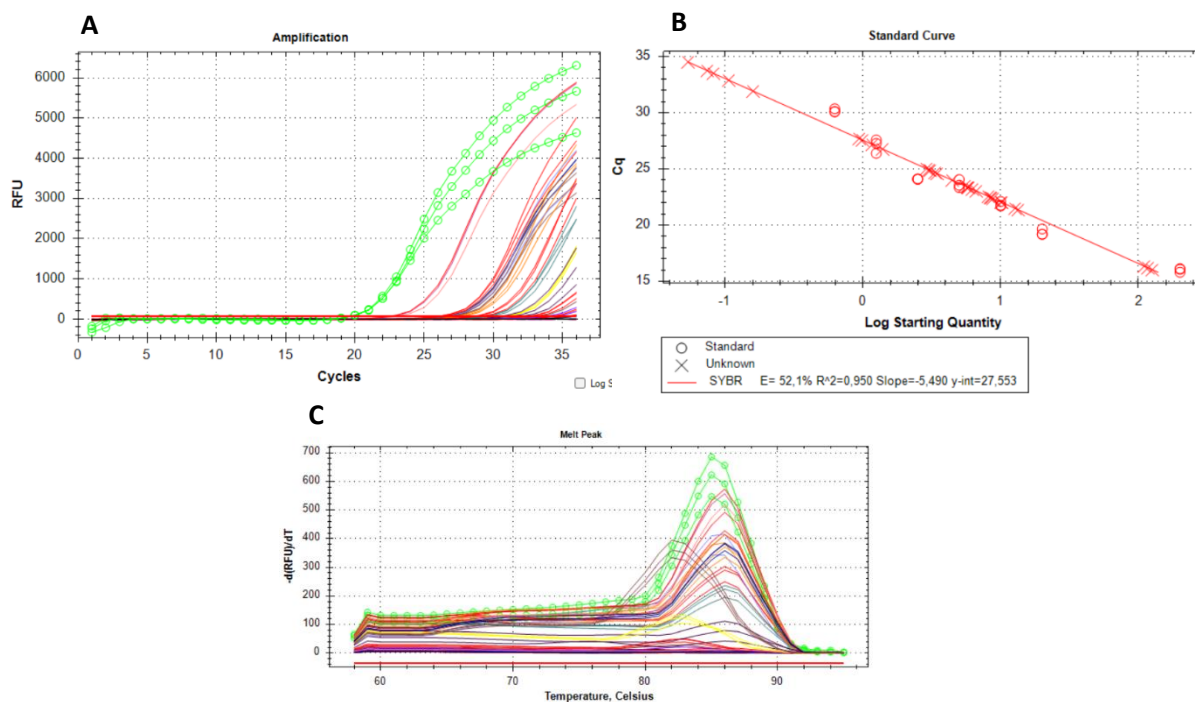 A
Amplification
6000
5000
4000
3000
2000
1000
0
RFU
0 5 10 15 20 25 30 35
Cycles
Log S
B
Standard Curve
35
30
25
20
15
Cq
-1 0 1 2
Log Starting Quantity
Standard
Unknown
SYBR E= 52,1% R^2=0,950 Slope=-5,490 y-int=27,553
C
Melt Peak
700
600
500
400
300
200
100
0
-d(RFU)/dT
60 70 80 90
Temperature, Celsius